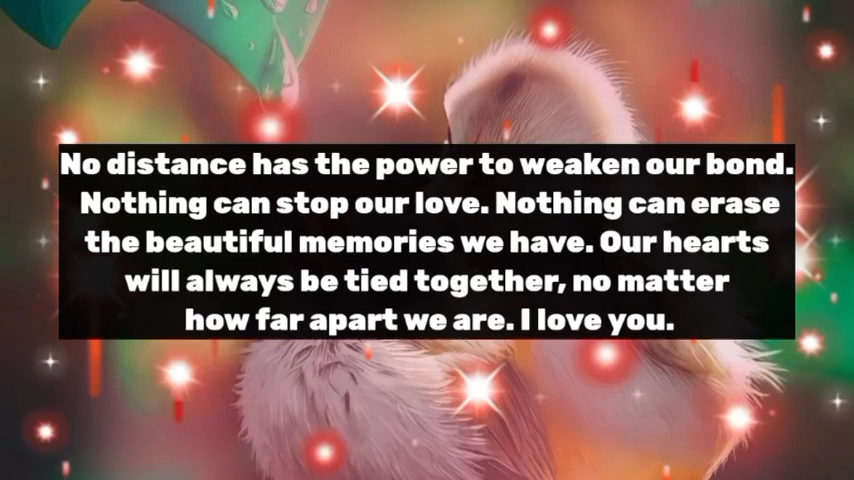 No distance has the power to weaken our bond.
Nothing can stop our love. Nothing can erase
the beautiful memories we have. Our hearts
will always be tied together, no matter
how far apart we are. I love you.